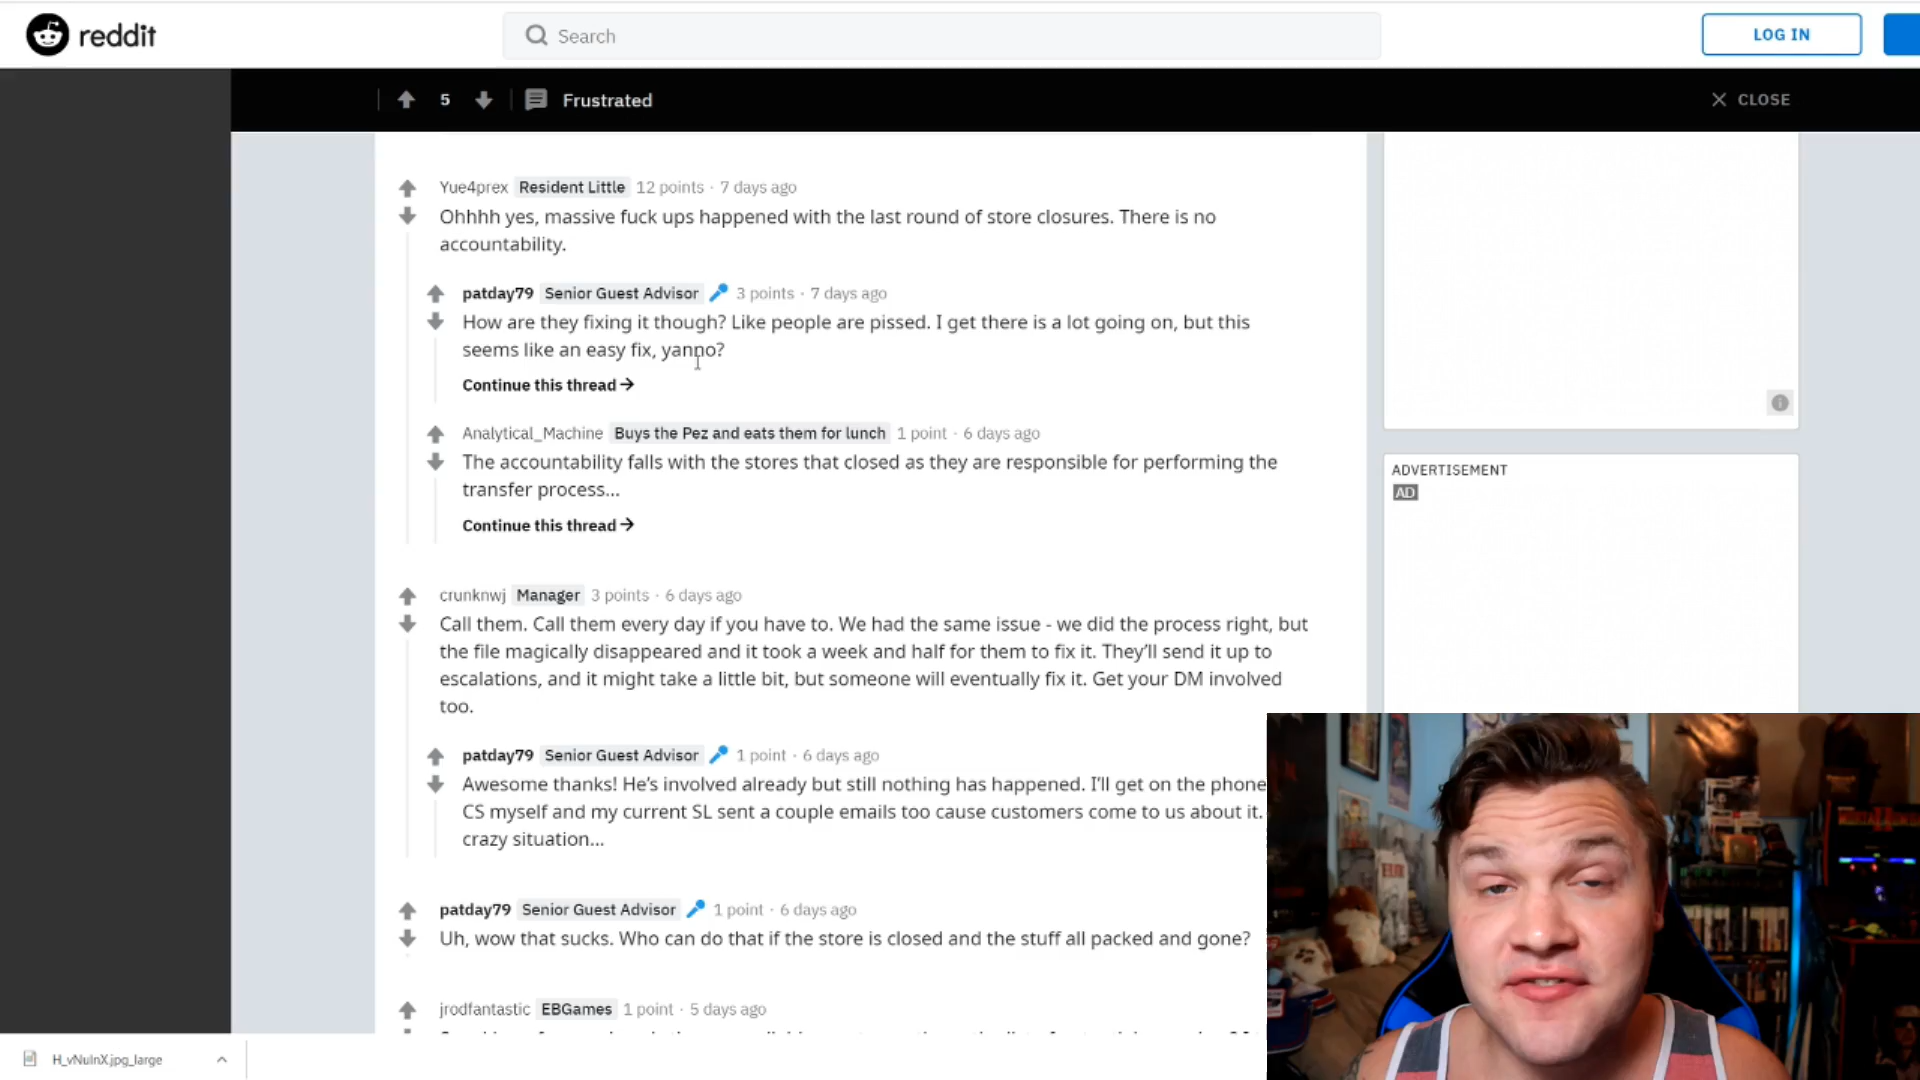 reddit
Search
LOG IN
5
Frustrated
CLOSE
Yue4prex Resident Little 12 points · 7 days ago
Ohhhh yes, massive fuck ups happened with the last round of store closures. There is no
accountability.
patday79 Senior Guest Advisor 3 points · 7 days ago
How are they fixing it though? Like people are pissed. I get there is a lot going on, but this
seems like an easy fix, yanno?
Continue this thread
Analytical_Machine Buys the Pez and eats them for lunch 1 point · 6 days ago
The accountability falls with the stores that closed as they are responsible for performing the
transfer process...
Continue this thread
ADVERTISEMENT
AD
crunknwj Manager 3 points · 6 days ago
Call them. Call them every day if you have to. We had the same issue - we did the process right, but
the file magically disappeared and it took a week and half for them to fix it. They’ll send it up to
escalations, and it might take a little bit, but someone will eventually fix it. Get your DM involved
too.
patday79 Senior Guest Advisor 1 point · 6 days ago
Awesome thanks! He’s involved already but still nothing has happened. I’ll get on the phone
CS myself and my current SL sent a couple emails too cause customers come to us about it.
crazy situation...
patday79 Senior Guest Advisor 1 point · 6 days ago
Uh, wow that sucks. Who can do that if the store is closed and the stuff all packed and gone?
jrodfantastic EBGames 1 point · 5 days ago
H_vNuInX.jpg_large